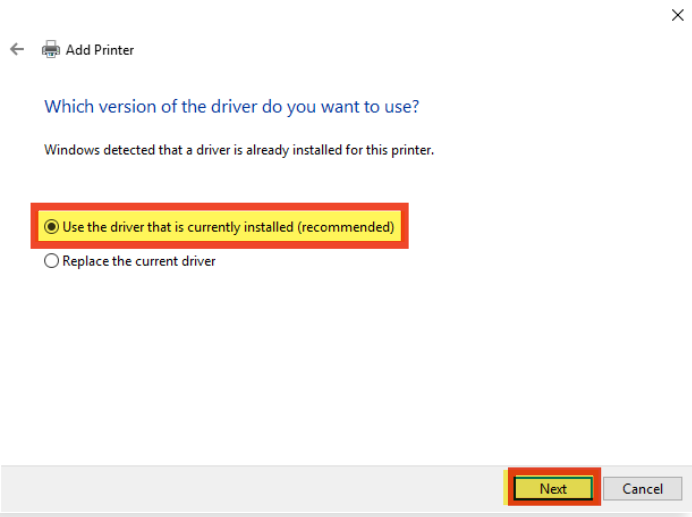 Add Printer
Which version of the driver do you want to use?
Windows detected that a driver is already installed for this printer.
Use the driver that is currently installed (recommended)
Replace the current driver
Next
Cancel